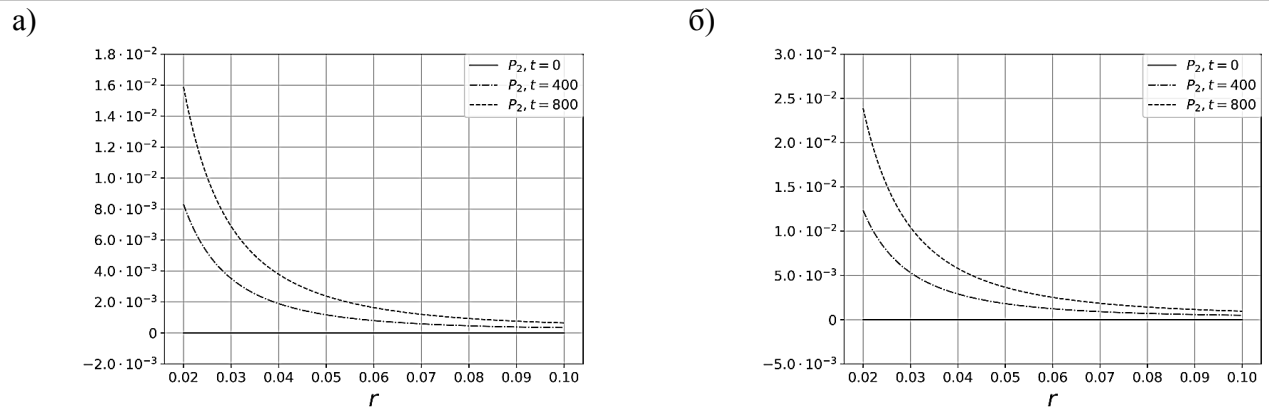 а)
1.8 · 10⁻²
1.6 · 10⁻²
1.4 · 10⁻²
1.2 · 10⁻²
1.0 · 10⁻²
8.0 · 10⁻³
6.0 · 10⁻³
4.0 · 10⁻³
2.0 · 10⁻³
0
−2.0 · 10⁻³
P₂, t = 0
P₂, t = 400
P₂, t = 800
0.02 0.03 0.04 0.05 0.06 0.07 0.08 0.09 0.10
r
б)
3.0 · 10⁻²
2.5 · 10⁻²
2.0 · 10⁻²
1.5 · 10⁻²
1.0 · 10⁻²
5.0 · 10⁻³
0
−5.0 · 10⁻³
P₂, t = 0
P₂, t = 400
P₂, t = 800
0.02 0.03 0.04 0.05 0.06 0.07 0.08 0.09 0.10
r